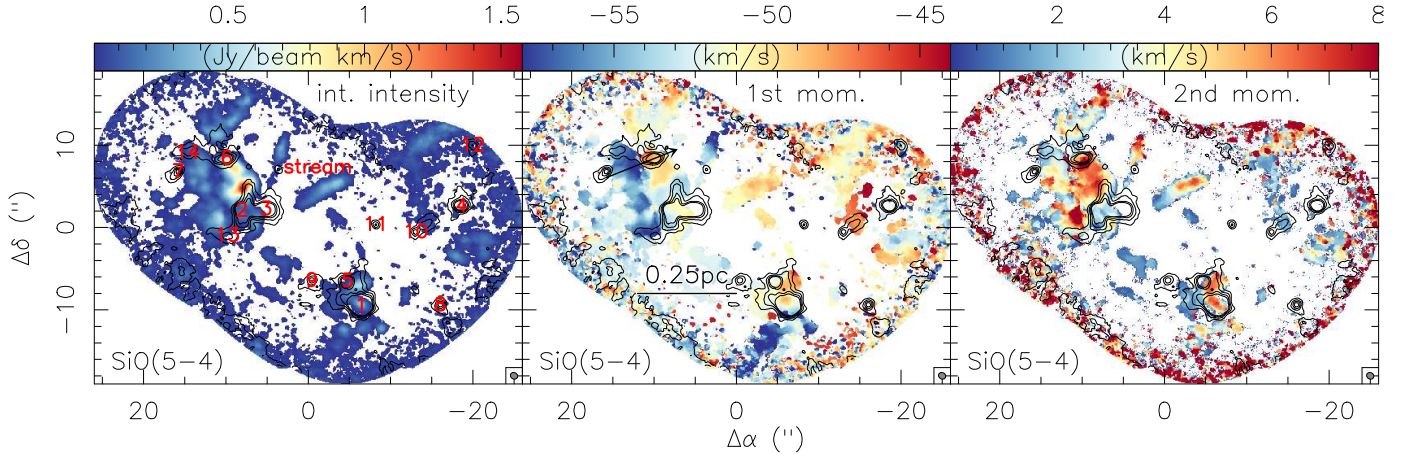 0.5 1 1.5 −55 −50 −45 2 4 6 8
(Jy/beam km/s) (km/s) (km/s)
int. intensity 1st mom. 2nd mom.
12
14
6
7
stream
10
2 3 4
11
13 10
0 0.25pc
9 5
1 8
−10
SiO(5−4) SiO(5−4) SiO(5−4)
20 0 −20 20 0 −20 20 0 −20
Δδ ('')
Δα ('')